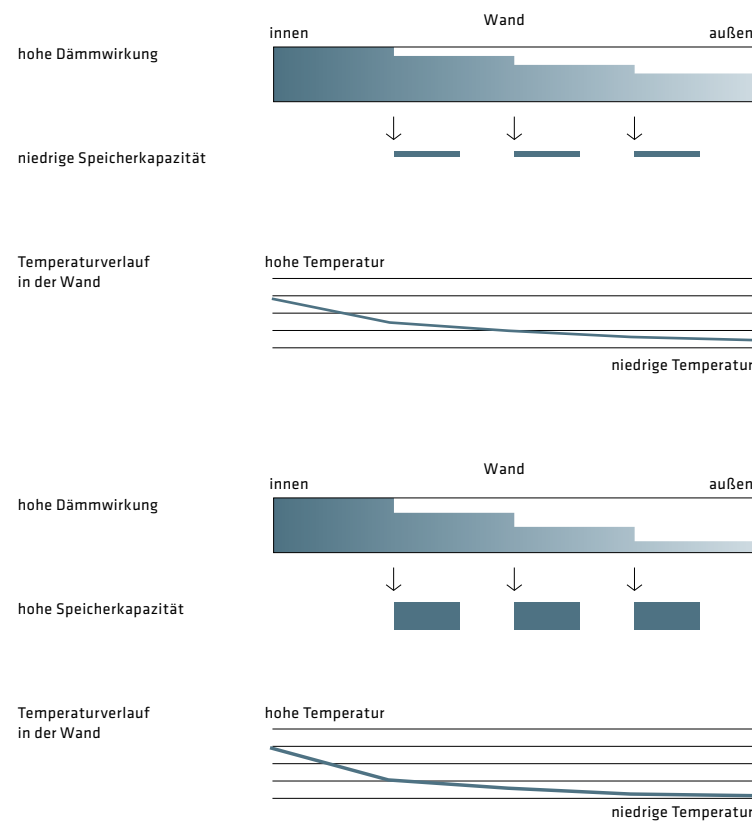 Wand
innen
außen
hohe Dämmwirkung
niedrige Speicherkapazität
Temperaturverlauf
in der Wand
hohe Temperatur
niedrige Temperatur
Wand
innen
außen
hohe Dämmwirkung
hohe Speicherkapazität
Temperaturverlauf
in der Wand
hohe Temperatur
niedrige Temperatur